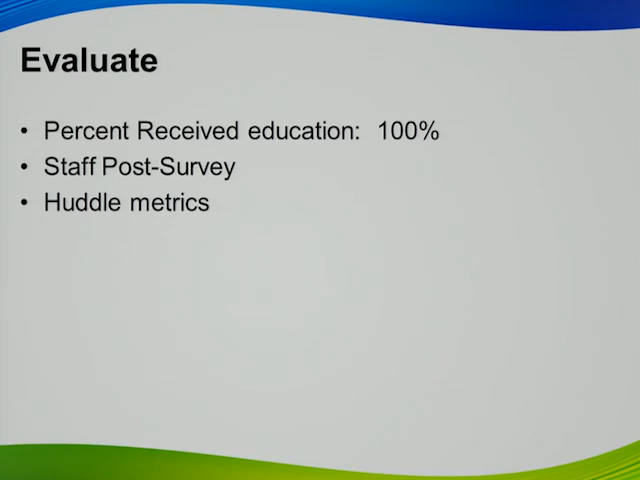 Evaluate
• Percent Received education: 100%
• Staff Post-Survey
• Huddle metrics